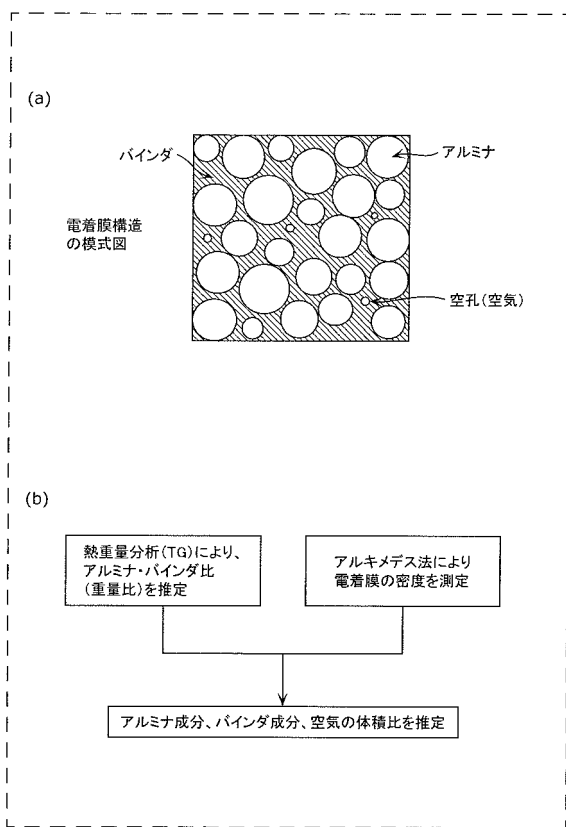 (a)
バインダ
アルミナ
電着膜構造
の模式図
空孔(空気)
(b)
熱重量分析(TG)により、
アルミナ・バインダ比
(重量比)を推定
アルキメデス法により
電着膜の密度を測定
アルミナ成分、バインダ成分、空気の体積比を推定